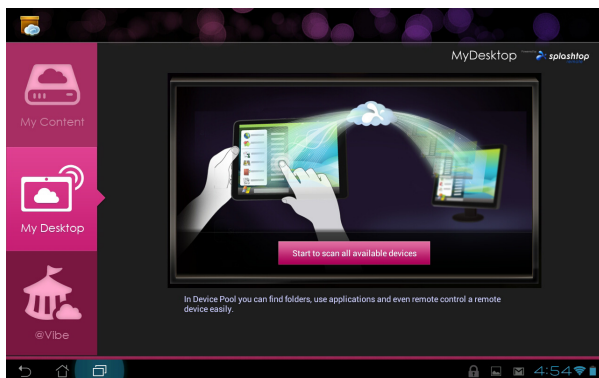 MyDesktop splashtop
My Content
My Desktop
Start to scan all available devices
In Device Pool you can find folders, use applications and even remote control a remote
device easily.
@Vibe
4:54